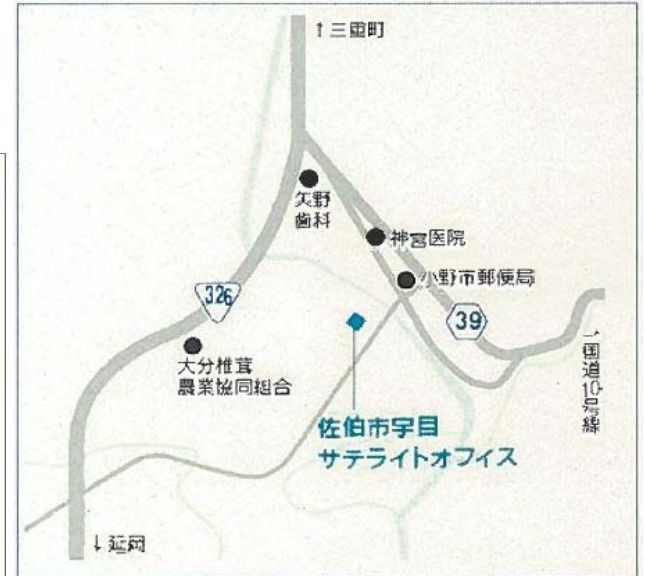 ↑三重町
矢野
歯科
神宮医院
小野市郵便局
326
39
大分椎茸
農業協同組合
→国道10号線
佐伯市宇目
サテライトオフィス
↓延岡